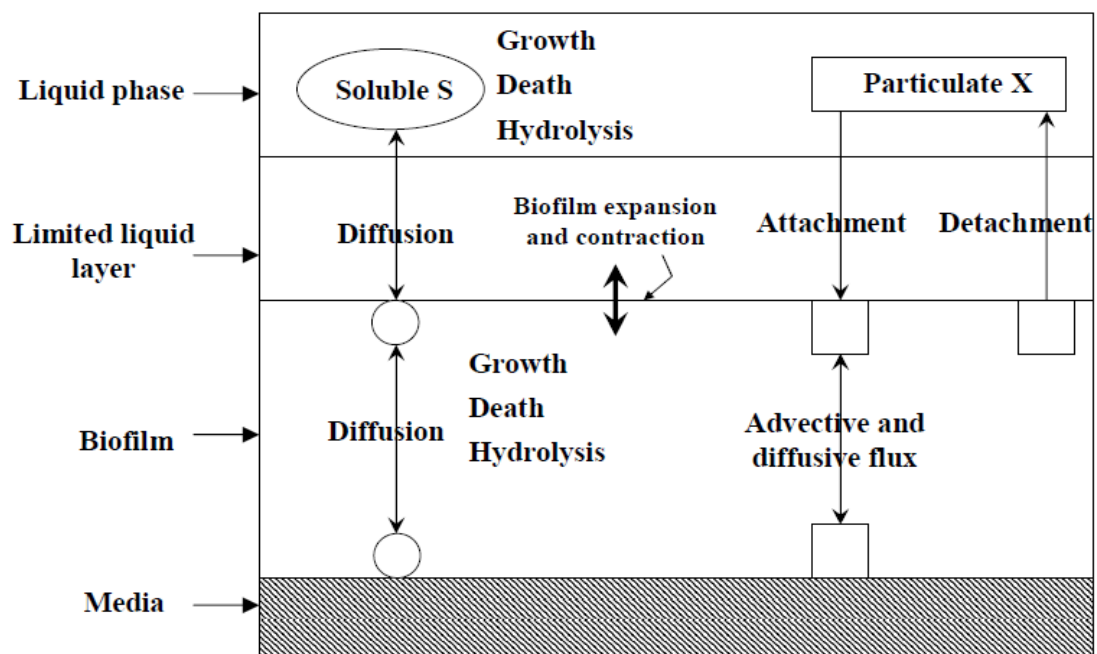 Growth
Liquid phase
Soluble S
Death
Particulate X
Hydrolysis
Limited liquid
layer
Diffusion
Biofilm expansion
and contraction
Attachment
Detachment
Growth
Death
Hydrolysis
Biofilm
Diffusion
Advective and
diffusive flux
Media